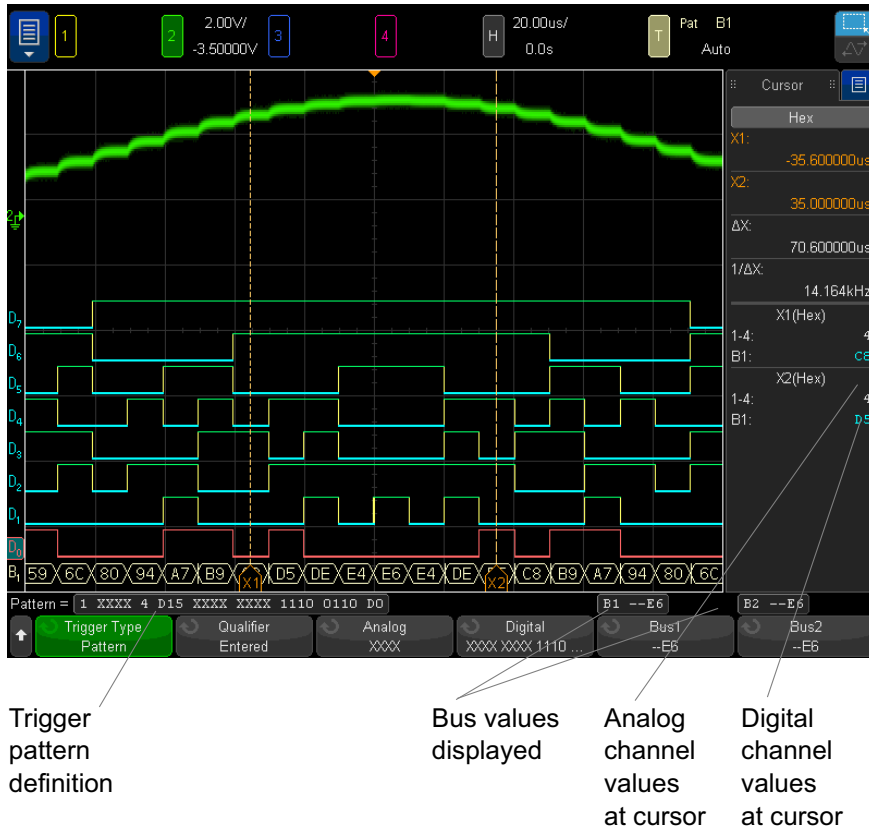 1 2 2.00V/ 3 4 H 20.00us/ T Pat B1
-3.50000V 0.0s Auto
Cursor
Hex
X1:
-35.600000us
X2:
35.000000us
ΔX:
70.600000us
1/ΔX:
14.164kHz
X1(Hex)
1-4: 4
B1: C8
X2(Hex)
1-4: 4
B1: D5
2
D7
D6
D5
D4
D3
D2
D1
D0
B1 59 6C 80 94 A7 B9 X1 D5 DE E4 E6 E4 DE X2 C8 B9 A7 94 80 6C
Pattern = 1 XXXX 4 D15 XXXX XXXX 1110 0110 D0 B1 --E6 B2 --E6
Trigger Type Qualifier Analog Digital Bus1 Bus2
Pattern Entered XXXX XXXX XXXX 1110 ... --E6 --E6
Trigger
pattern
definition
Bus values
displayed
Analog
channel
values
at cursor
Digital
channel
values
at cursor